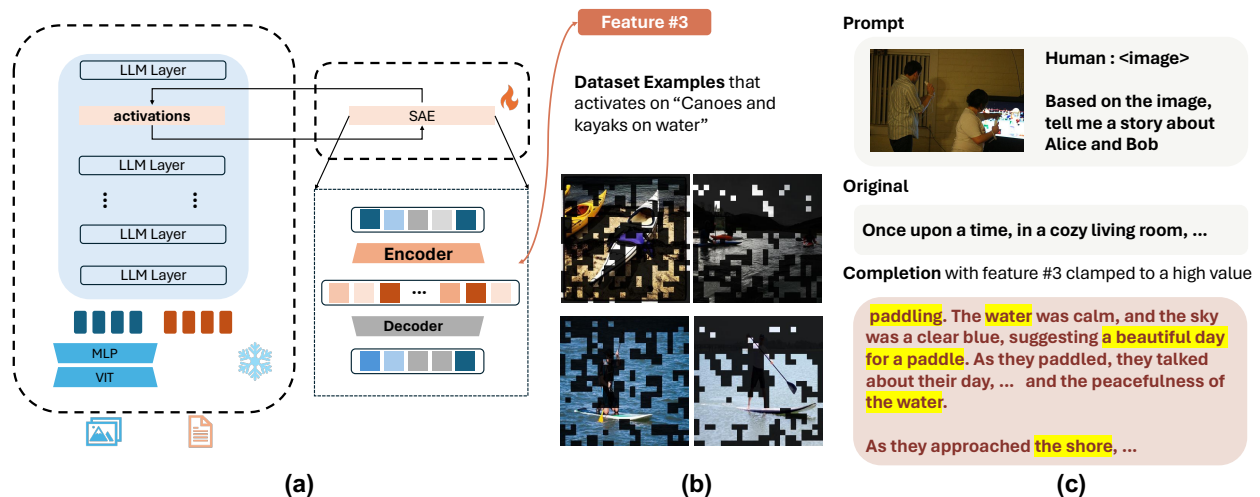 LLM Layer
activations
LLM Layer
LLM Layer
LLM Layer
MLP
VIT
(a)
SAE
Encoder
Decoder
Feature #3
Dataset Examples that
activates on “Canoes and
kayaks on water”
(b)
Prompt
Human : <image>
Based on the image,
tell me a story about
Alice and Bob
Original
Once upon a time, in a cozy living room, ...
Completion with feature #3 clamped to a high value
paddling. The water was calm, and the sky
was a clear blue, suggesting a beautiful day
for a paddle. As they paddled, they talked
about their day, ... and the peacefulness of
the water.
As they approached the shore, ...
(c)